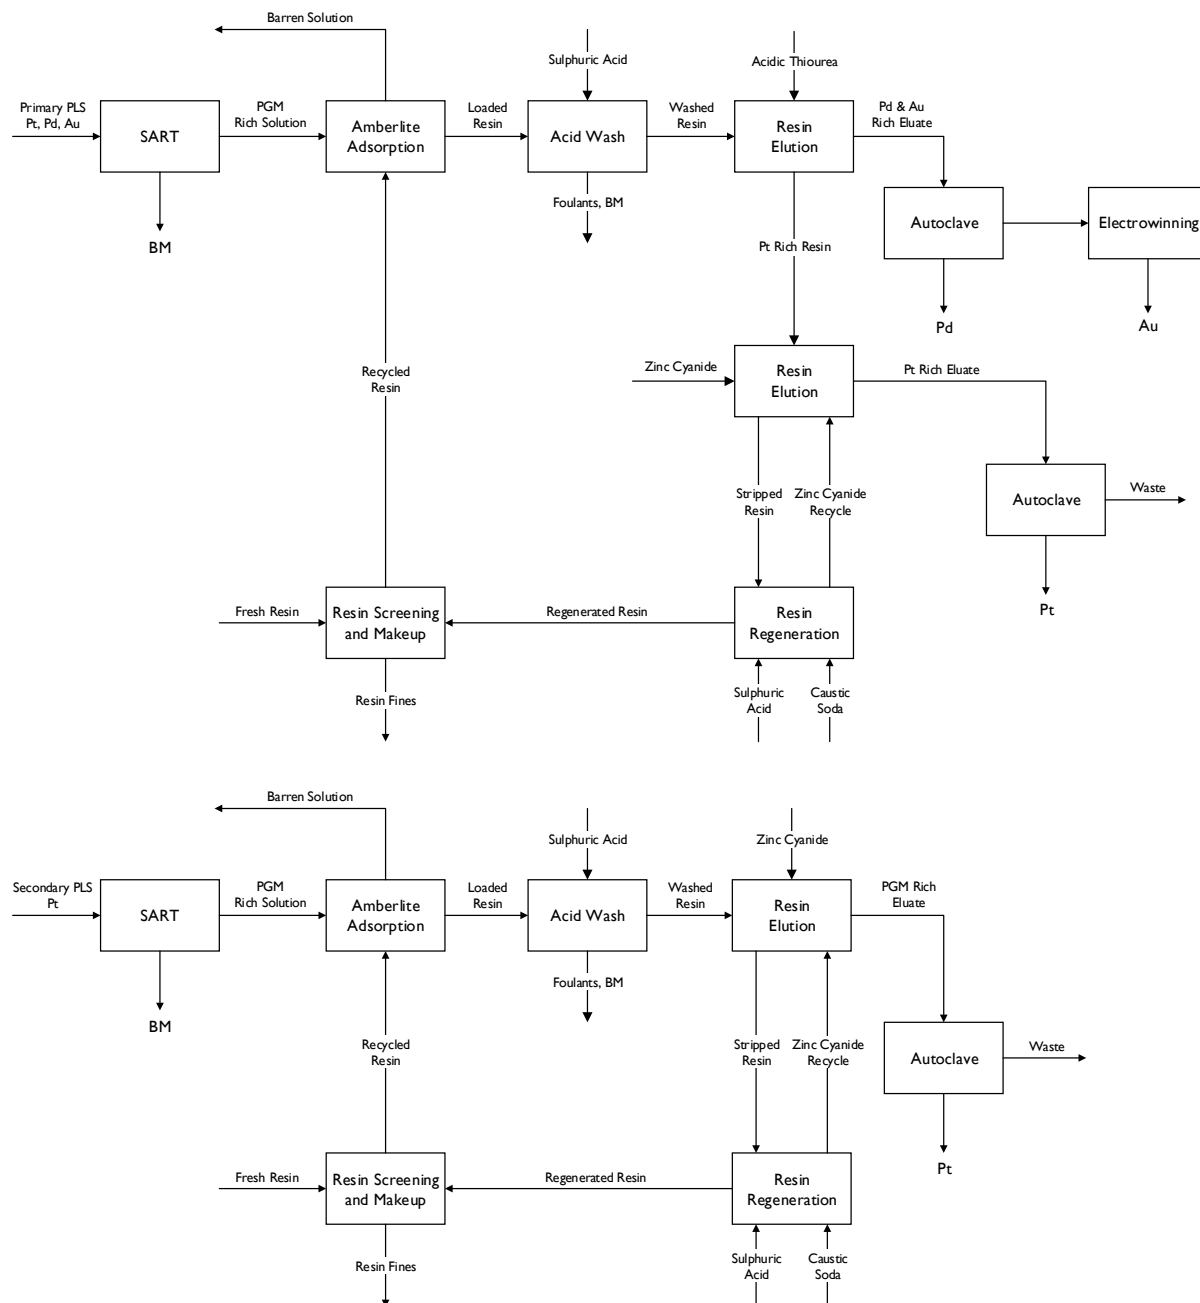 Barren Solution
Sulphuric Acid
Acidic Thiourea
Primary PLS
Pt, Pd, Au
PGM
Rich Solution
Loaded
Resin
Washed
Resin
Pd & Au
Rich Eluate
SART
Amberlite
Adsorption
Acid Wash
Resin
Elution
Foulants, BM
BM
Autoclave
Electrowinning
Pt Rich Resin
Pd
Au
Recycled
Resin
Zinc Cyanide
Resin
Elution
Pt Rich Eluate
Stripped
Resin
Zinc Cyanide
Recycle
Autoclave
Waste
Pt
Fresh Resin
Resin Screening
and Makeup
Regenerated Resin
Resin
Regeneration
Resin Fines
Sulphuric
Acid
Caustic
Soda
Barren Solution
Sulphuric Acid
Zinc Cyanide
Secondary PLS
Pt
PGM
Rich Solution
Loaded
Resin
Washed
Resin
PGM Rich
Eluate
SART
Amberlite
Adsorption
Acid Wash
Resin
Elution
Foulants, BM
BM
Recycled
Resin
Stripped
Resin
Zinc Cyanide
Recycle
Autoclave
Waste
Pt
Fresh Resin
Resin Screening
and Makeup
Regenerated Resin
Resin
Regeneration
Resin Fines
Sulphuric
Acid
Caustic
Soda